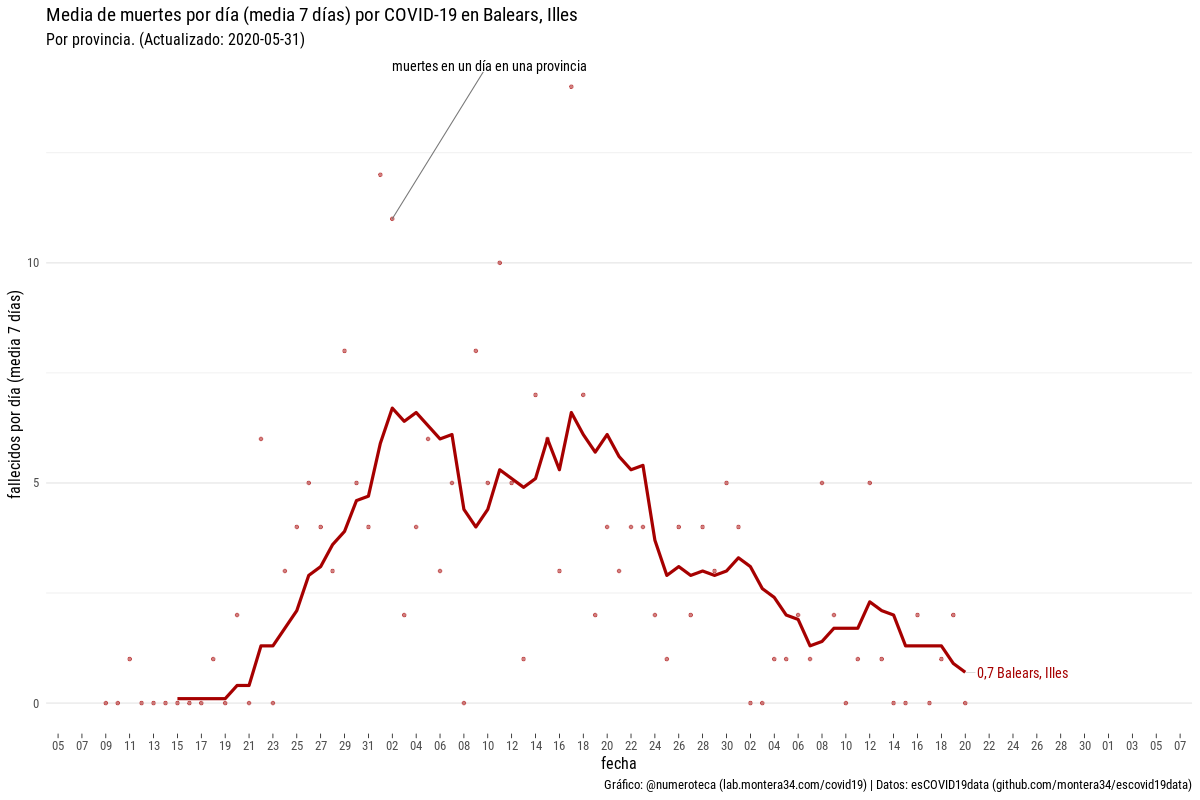 Media de muertes por día (media 7 días) por COVID-19 en Balears, Illes
Por provincia. (Actualizado: 2020-05-31)
muertes en un día en una provincia
10
5
0
fallecidos por día (media 7 días)
0,7 Balears, Illes
05 07 09 11 13 15 17 19 21 23 25 27 29 31 02 04 06 08 10 12 14 16 18 20 22 24 26 28 30 02 04 06 08 10 12 14 16 18 20 22 24 26 28 30 01 03 05 07
fecha
Gráfico: @numeroteca (lab.montera34.com/covid19) | Datos: esCOVID19data (github.com/montera34/escovid19data)